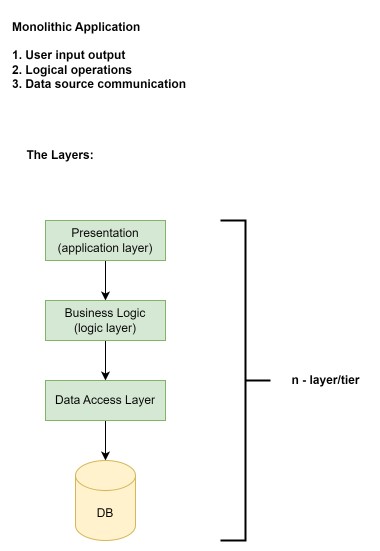 Monolithic Application
1. User input output
2. Logical operations
3. Data source communication
The Layers:
Presentation
(application layer)
Business Logic
(logic layer)
Data Access Layer
DB
n - layer/tier